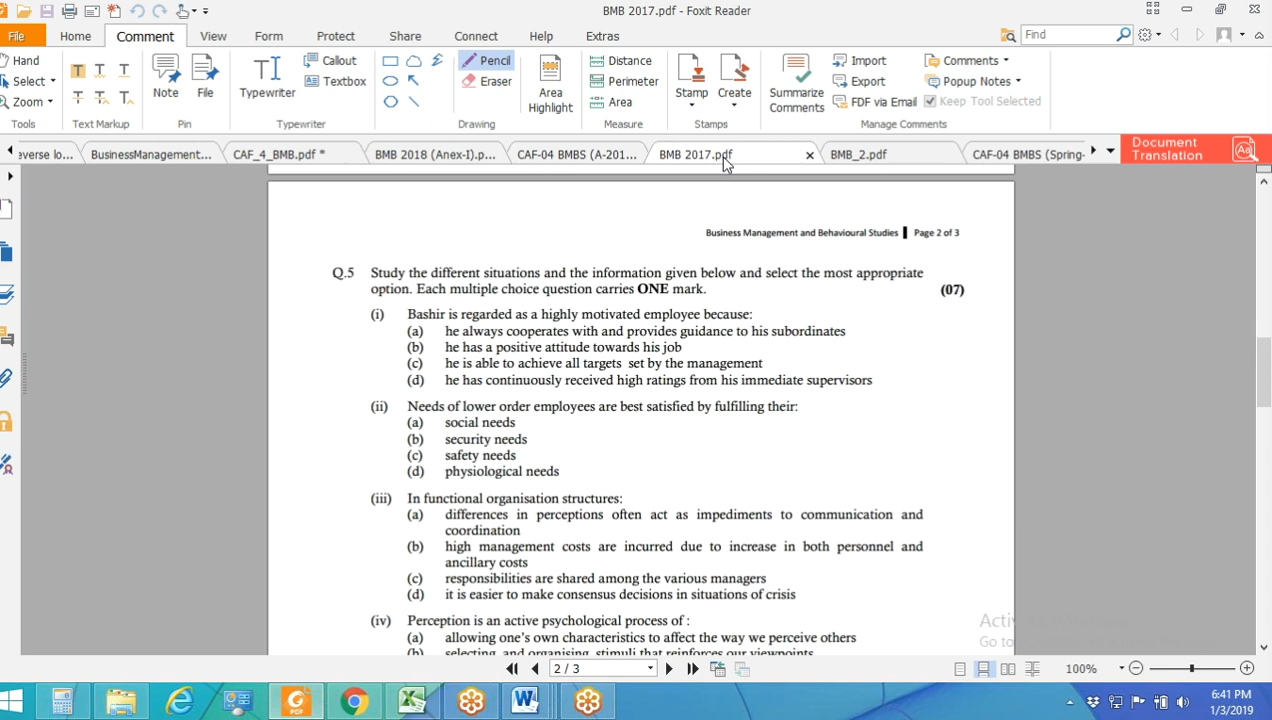 BMB 2017.pdf - Foxit Reader
File Home Comment View Form Protect Share Connect Help Extras Find
Hand Select Zoom Tools
Text Markup
Note File Pin
Typewriter Callout Textbox Typewriter
Pencil Eraser Area Highlight Drawing
Distance Perimeter Area Measure
Stamp Create Stamps
Summarize Comments Import Export FDF via Email Comments Popup Notes Keep Tool Selected Manage Comments
everse lo... BusinessManagement... CAF_4_BMB.pdf * BMB 2018 (Anex-I).p... CAF-04 BMBS (A-201... BMB 2017.pdf BMB_2.pdf CAF-04 BMBS (Spring- Document Translation
Business Management and Behavioural Studies Page 2 of 3
Q.5 Study the different situations and the information given below and select the most appropriate
option. Each multiple choice question carries ONE mark. (07)
(i) Bashir is regarded as a highly motivated employee because:
(a) he always cooperates with and provides guidance to his subordinates
(b) he has a positive attitude towards his job
(c) he is able to achieve all targets set by the management
(d) he has continuously received high ratings from his immediate supervisors
(ii) Needs of lower order employees are best satisfied by fulfilling their:
(a) social needs
(b) security needs
(c) safety needs
(d) physiological needs
(iii) In functional organisation structures:
(a) differences in perceptions often act as impediments to communication and
coordination
(b) high management costs are incurred due to increase in both personnel and
ancillary costs
(c) responsibilities are shared among the various managers
(d) it is easier to make consensus decisions in situations of crisis
(iv) Perception is an active psychological process of :
(a) allowing one's own characteristics to affect the way we perceive others
(b) selecting and organising stimuli that reinforces our viewpoints
2 / 3 100%
6:41 PM
1/3/2019